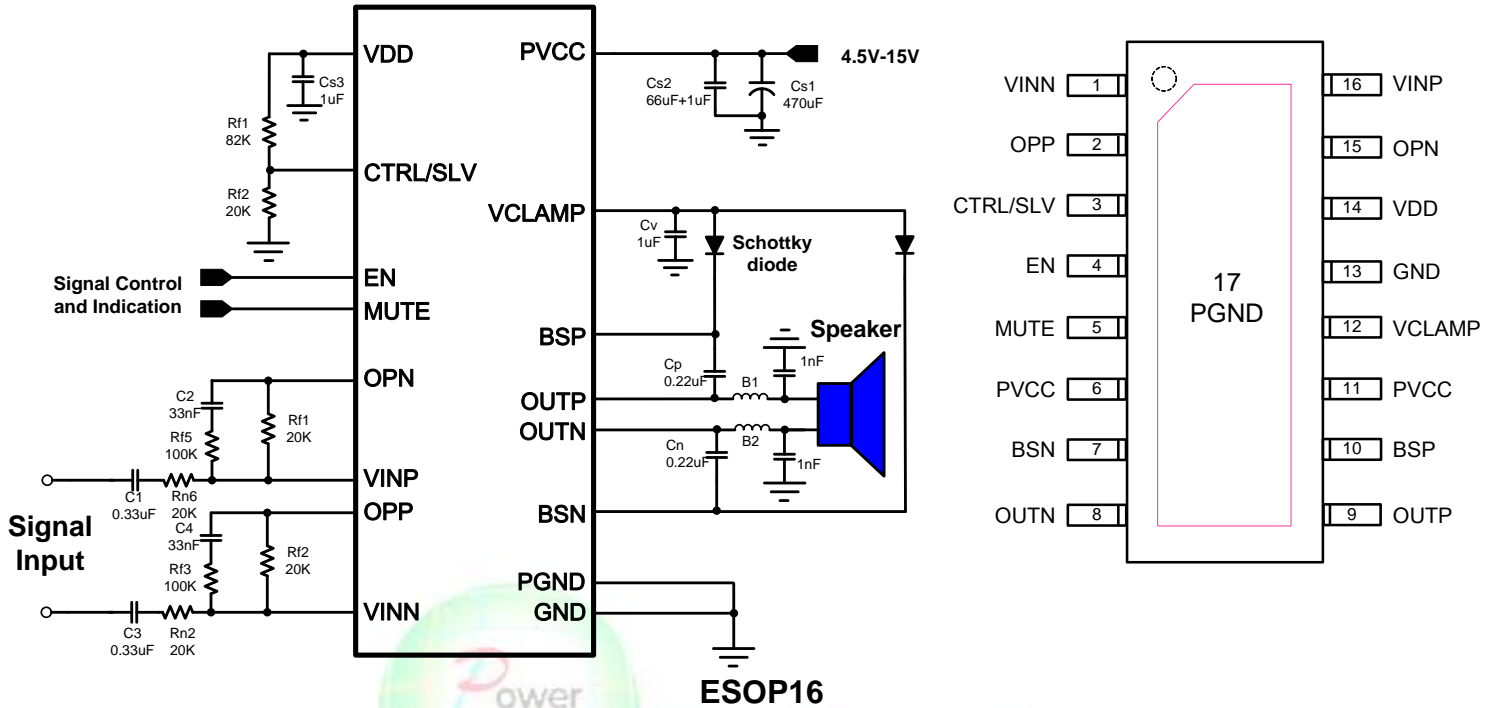 VDD
Cs3
1uF
Rf1
82K
Rf2
20K
CTRL/SLV
Signal Control
and Indication
EN
MUTE
OPN
C2
33nF
Rf5
100K
Rf1
20K
VINP
C1
0.33uF
Rn6
20K
Signal
Input
OPP
C4
33nF
Rf3
100K
Rf2
20K
VINN
C3
0.33uF
Rn2
20K
PVCC
4.5V-15V
Cs2
66uF+1uF
Cs1
470uF
VCLAMP
Cv
1uF
Schottky
diode
BSP
Speaker
1nF
Cp
0.22uF
B1
OUTP
OUTN
B2
Cn
0.22uF
1nF
BSN
PGND
GND
ESOP16
Power
VINN 1
OPP 2
CTRL/SLV 3
EN 4
MUTE 5
PVCC 6
BSN 7
OUTN 8
17
PGND
16 VINP
15 OPN
14 VDD
13 GND
12 VCLAMP
11 PVCC
10 BSP
9 OUTP